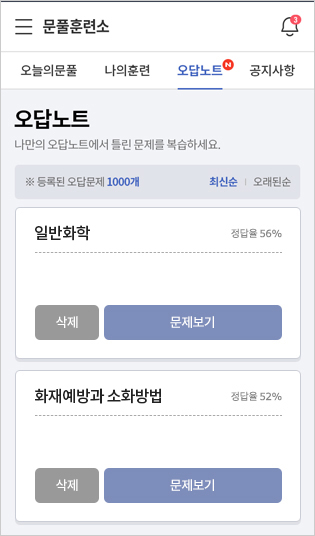 문풀훈련소
3
오늘의문풀 나의훈련 오답노트 N 공지사항
오답노트
나만의 오답노트에서 틀린 문제를 복습하세요.
※ 등록된 오답문제 1000개 최신순 | 오래된순
일반화학 정답율 56%
삭제 문제보기
화재예방과 소화방법 정답율 52%
삭제 문제보기